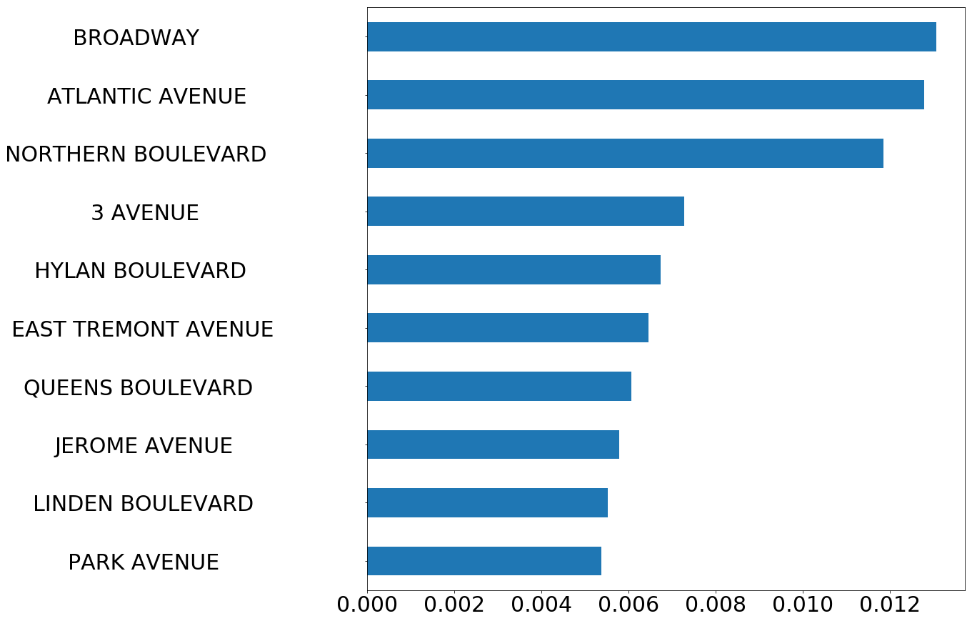 BROADWAY
ATLANTIC AVENUE
NORTHERN BOULEVARD
3 AVENUE
HYLAN BOULEVARD
EAST TREMONT AVENUE
QUEENS BOULEVARD
JEROME AVENUE
LINDEN BOULEVARD
PARK AVENUE
0.000 0.002 0.004 0.006 0.008 0.010 0.012